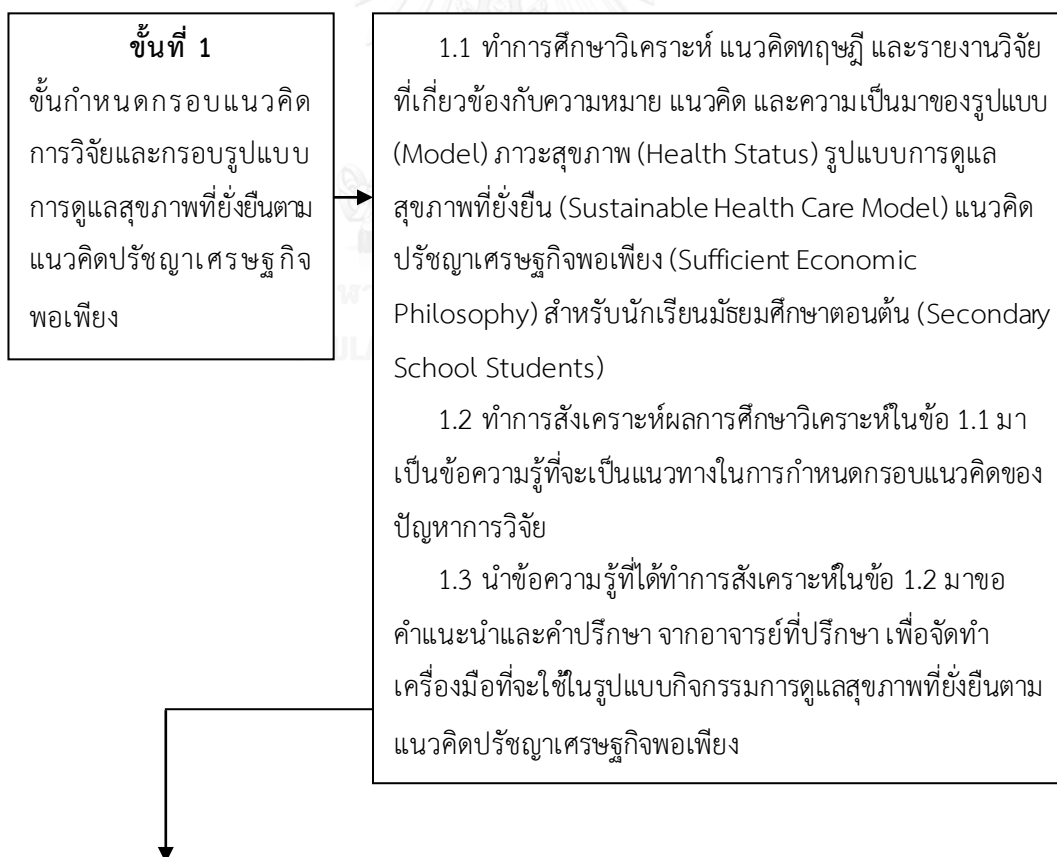 ขั้นที่ 1
ขั้นกำหนดกรอบแนวคิด
การวิจัยและกรอบรูปแบบ
การดูแลสุขภาพที่ยั่งยืนตาม
แนวคิดปรัชญาเศรษฐกิจ
พอเพียง
1.1 ทำการศึกษาวิเคราะห์ แนวคิดทฤษฎี และรายงานวิจัย
ที่เกี่ยวข้องกับความหมาย แนวคิด และความเป็นมาของรูปแบบ
(Model) ภาวะสุขภาพ (Health Status) รูปแบบการดูแล
สุขภาพที่ยั่งยืน (Sustainable Health Care Model) แนวคิด
ปรัชญาเศรษฐกิจพอเพียง (Sufficient Economic
Philosophy) สำหรับนักเรียนมัธยมศึกษาตอนต้น (Secondary
School Students)
1.2 ทำการสังเคราะห์ผลการศึกษาวิเคราะห์ในข้อ 1.1 มา
เป็นข้อความรู้ที่จะเป็นแนวทางในการกำหนดกรอบแนวคิดของ
ปัญหาการวิจัย
1.3 นำข้อความรู้ที่ได้ทำการสังเคราะห์ในข้อ 1.2 มาขอ
คำแนะนำและคำปรึกษา จากอาจารย์ที่ปรึกษา เพื่อจัดทำ
เครื่องมือที่จะใช้ในรูปแบบกิจกรรมการดูแลสุขภาพที่ยั่งยืนตาม
แนวคิดปรัชญาเศรษฐกิจพอเพียง